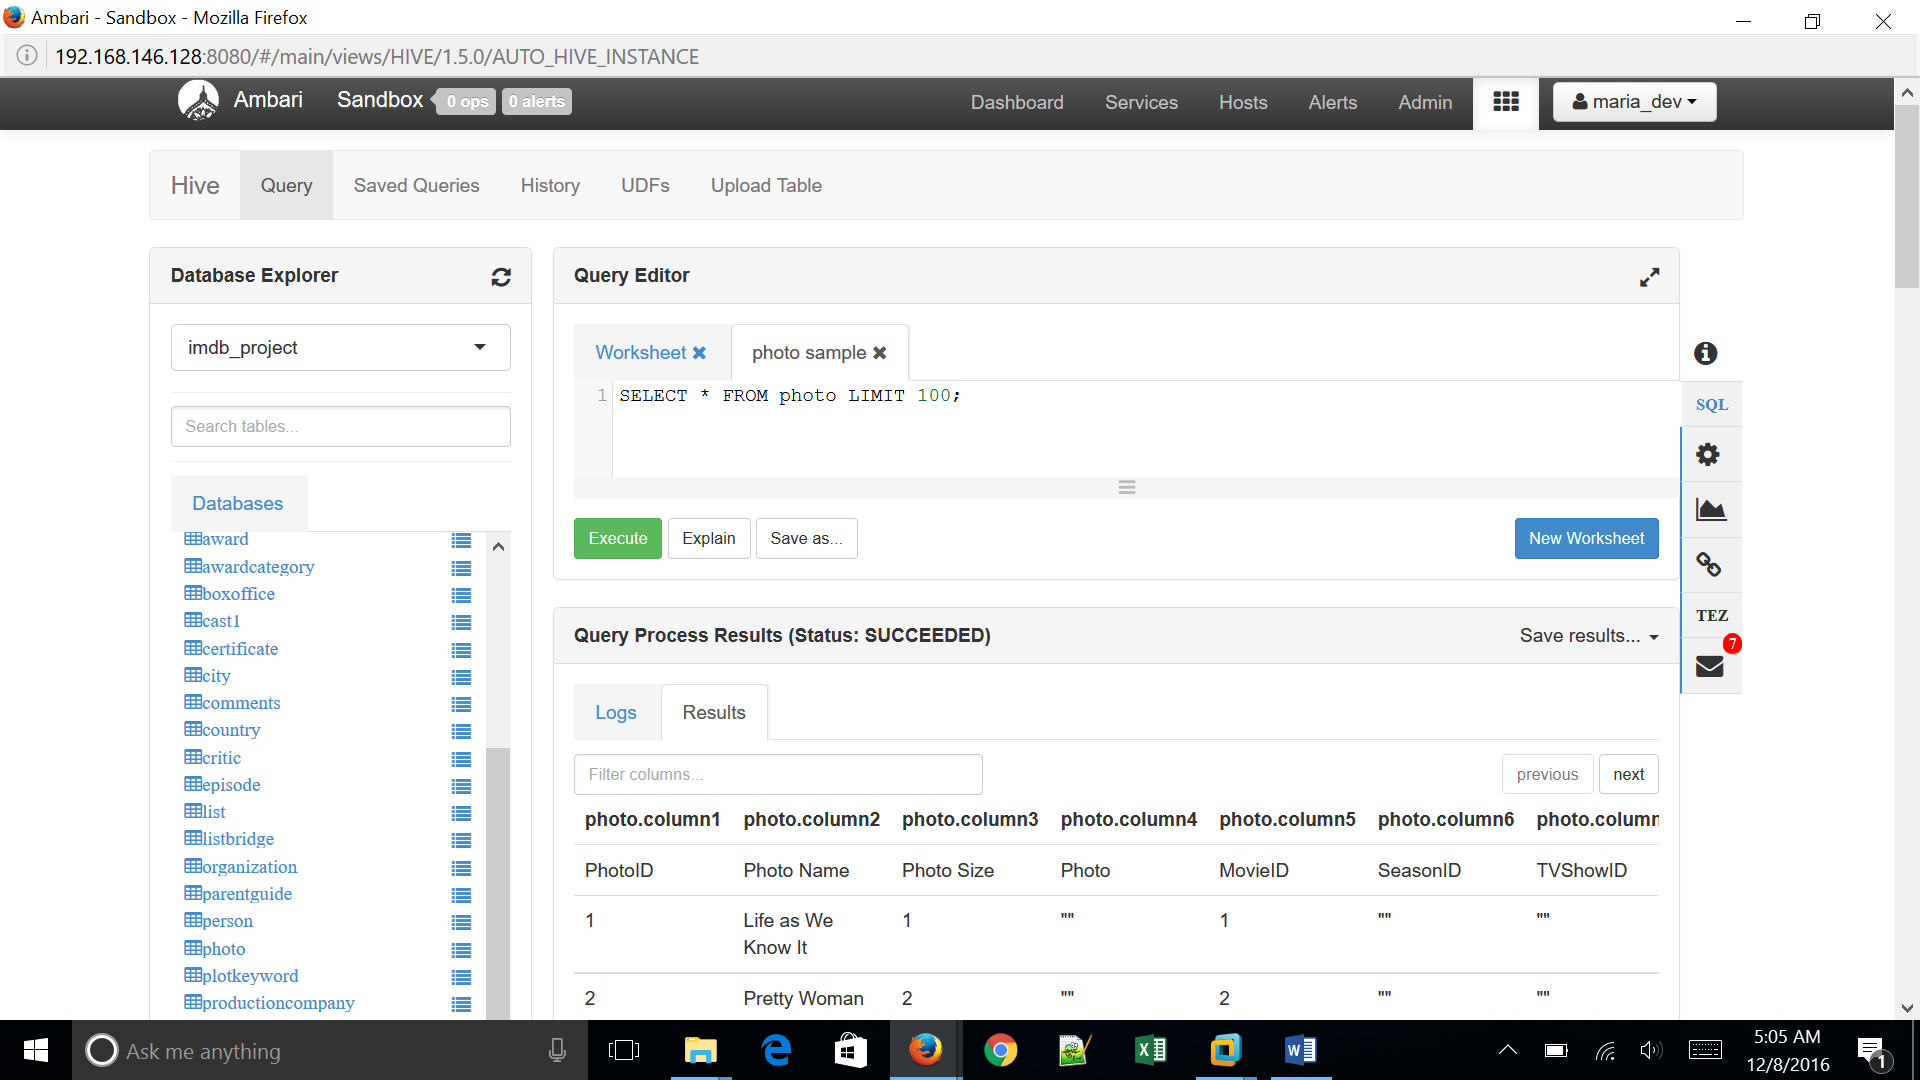 Ambari - Sandbox - Mozilla Firefox
192.168.146.128:8080/#/main/views/HIVE/1.5.0/AUTO_HIVE_INSTANCE
Ambari Sandbox 0 ops 0 alerts Dashboard Services Hosts Alerts Admin maria_dev
Hive Query Saved Queries History UDFs Upload Table
Database Explorer
imdb_project
Search tables...
Databases
award
awardcategory
boxoffice
cast1
certificate
city
comments
country
critic
episode
list
listbridge
organization
parentguide
person
photo
plotkeyword
productioncompany
Query Editor
Worksheet photo sample
1 SELECT * FROM photo LIMIT 100;
Execute Explain Save as... New Worksheet
SQL
TEZ
7
Query Process Results (Status: SUCCEEDED) Save results...
Logs Results
Filter columns... previous next
photo.column1 photo.column2 photo.column3 photo.column4 photo.column5 photo.column6 photo.column
PhotoID Photo Name Photo Size Photo MovieID SeasonID TVShowID
1 Life as We Know It 1 "" 1 "" ""
2 Pretty Woman 2 "" 2 "" ""
Ask me anything
5:05 AM
12/8/2016
1